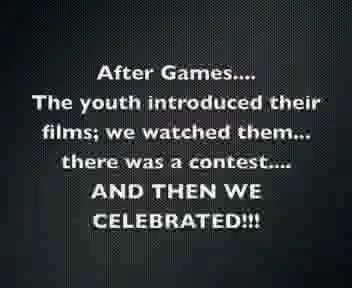 After Games....
The youth introduced their
films; we watched them...
there was a contest....
AND THEN WE
CELEBRATED!!!